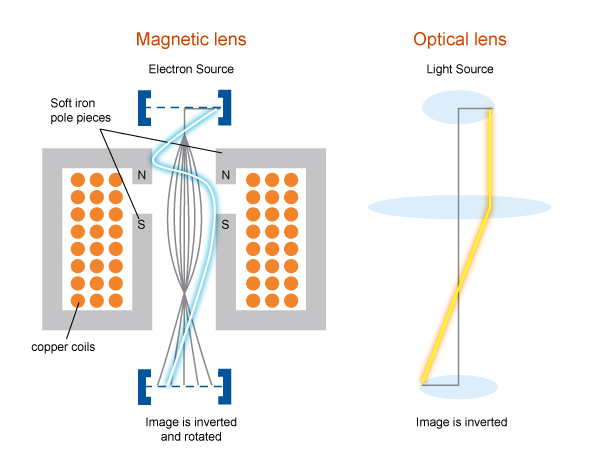 Magnetic lens
Optical lens
Electron Source
Light Source
Soft iron
pole pieces
N
N
S
S
copper coils
Image is inverted
and rotated
Image is inverted